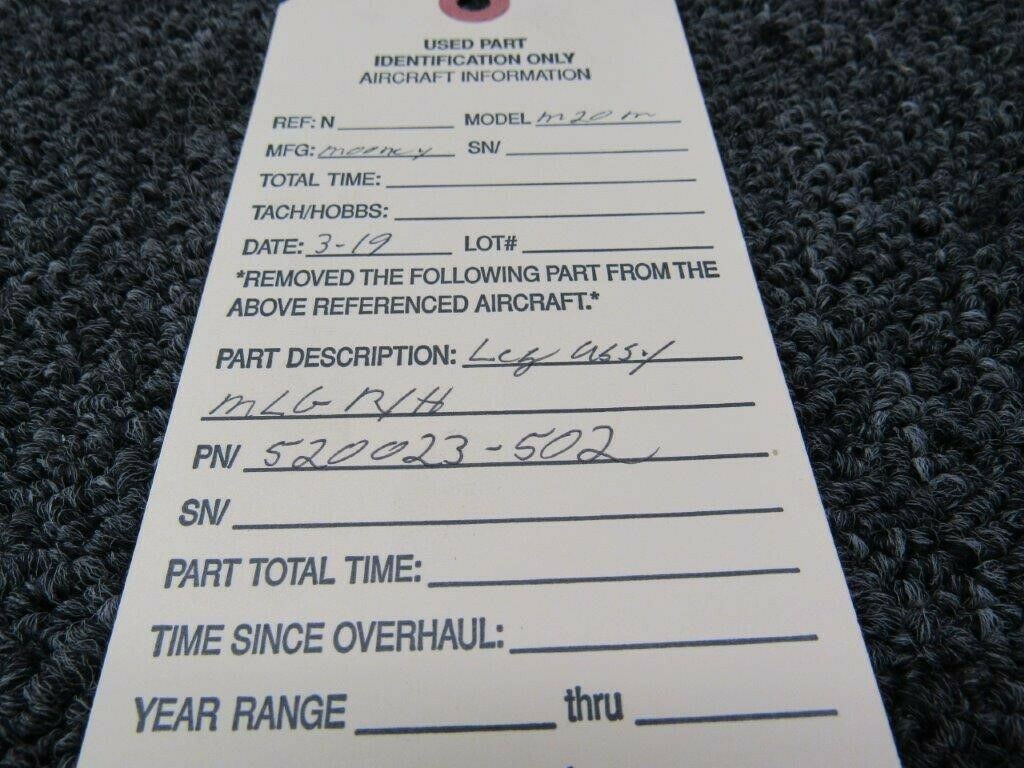 USED PART
IDENTIFICATION ONLY
AIRCRAFT INFORMATION
REF: N MODEL m20m
MFG: mooney SN/
TOTAL TIME:
TACH/HOBBS:
DATE: 3-19 LOT#
*REMOVED THE FOLLOWING PART FROM THE
ABOVE REFERENCED AIRCRAFT.*
PART DESCRIPTION: Leg assy
MLG R/H
PN/ 520023-502
SN/
PART TOTAL TIME:
TIME SINCE OVERHAUL:
YEAR RANGE thru